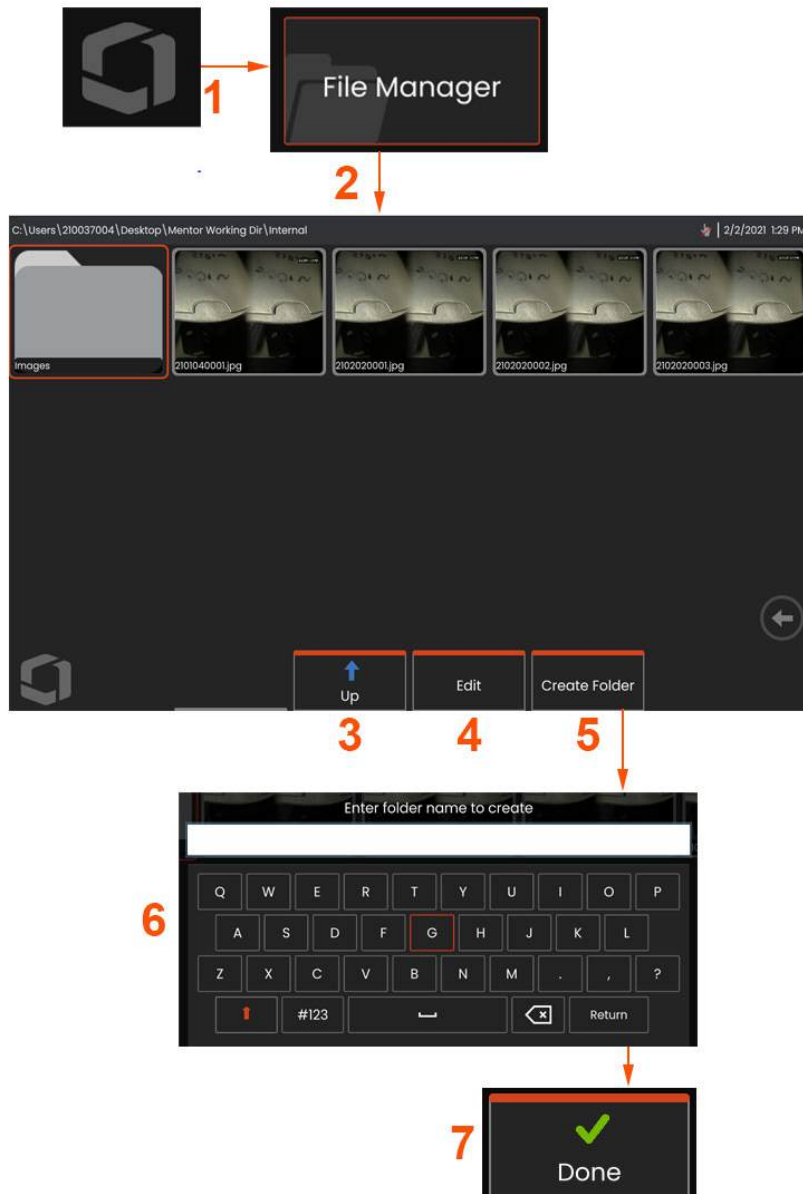 1
File Manager
2
C:\Users\210037004\Desktop\Mentor Working Dir\Internal
2/2/2021 1:29 PM
Images
2101040001.jpg
2102020001.jpg
2102020002.jpg
2102020003.jpg
Up
Edit
Create Folder
3
4
5
Enter folder name to create
6
Q W E R T Y U I O P
A S D F G H J K L
Z X C V B N M . , ?
#123
Return
7
Done